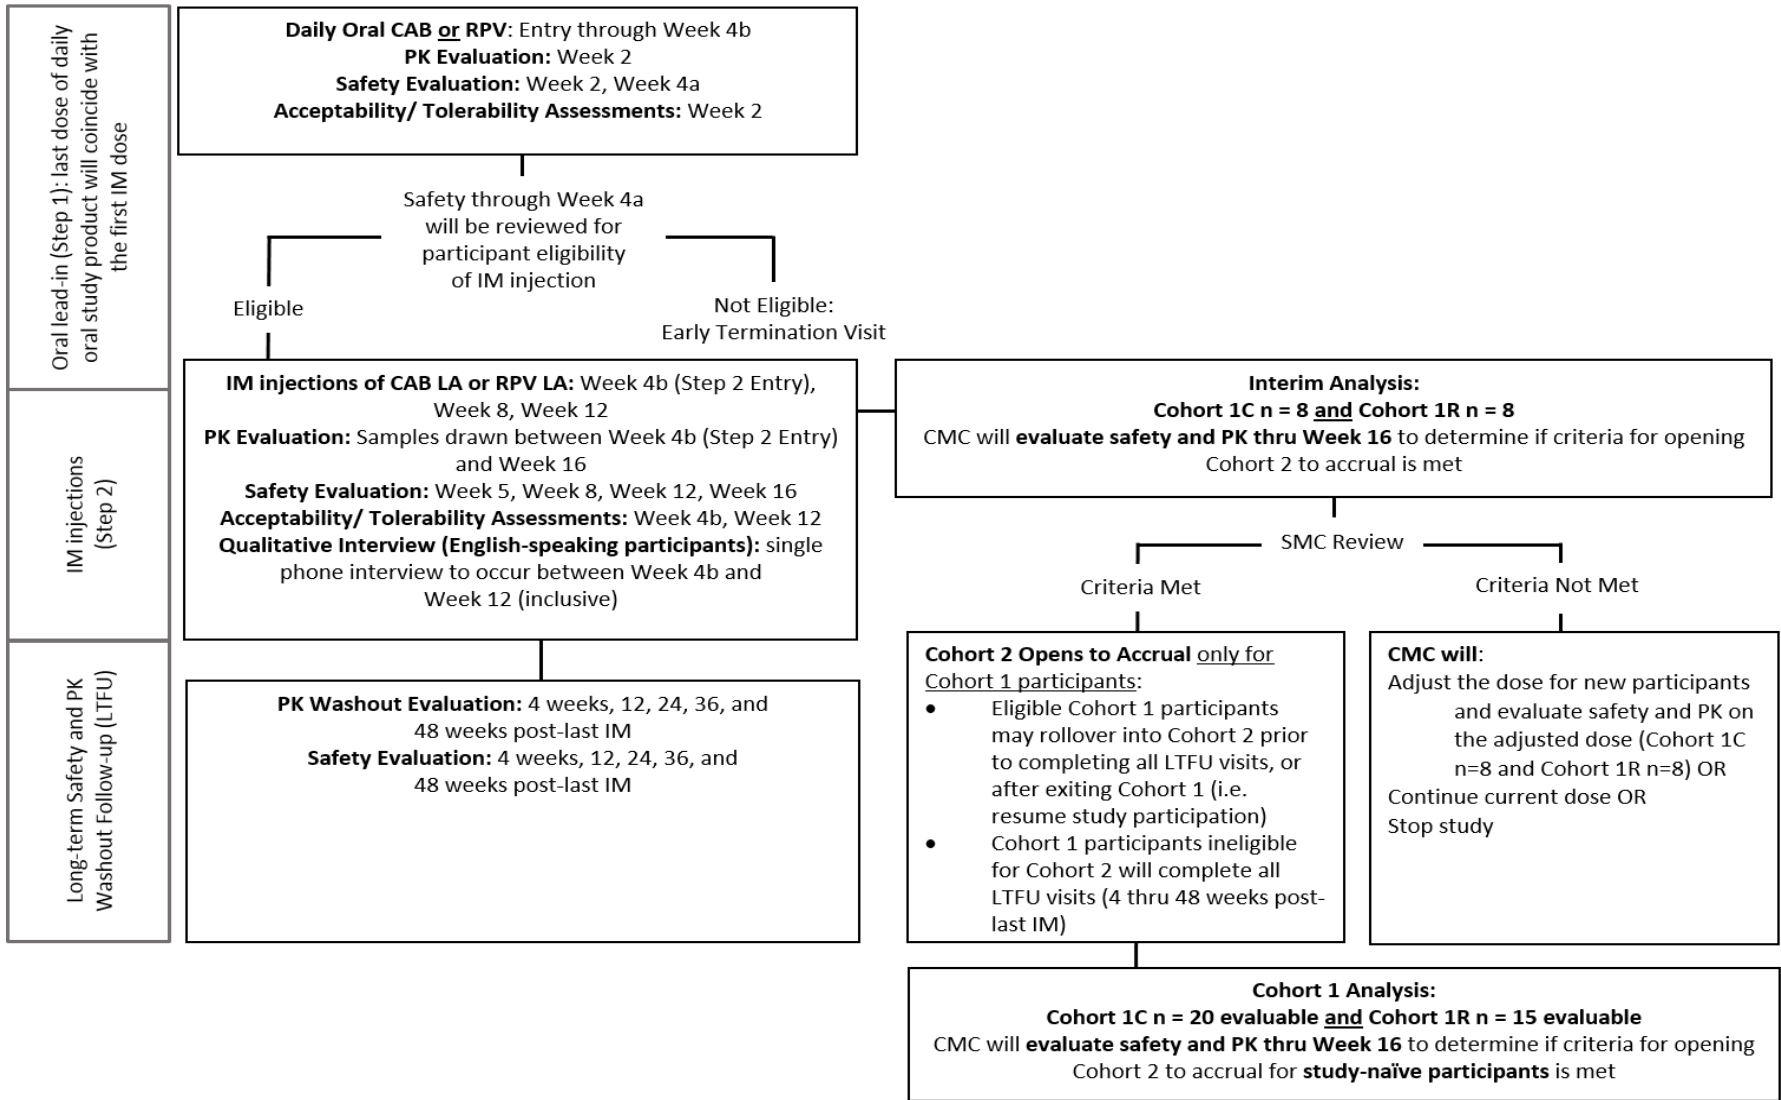 Oral lead-in (Step 1): last dose of daily
oral study product will coincide with
the first IM dose
Daily Oral CAB or RPV: Entry through Week 4b
PK Evaluation: Week 2
Safety Evaluation: Week 2, Week 4a
Acceptability/ Tolerability Assessments: Week 2
Safety through Week 4a
will be reviewed for
participant eligibility
of IM injection
Eligible
Not Eligible:
Early Termination Visit
IM injections
(Step 2)
IM injections of CAB LA or RPV LA: Week 4b (Step 2 Entry),
Week 8, Week 12
PK Evaluation: Samples drawn between Week 4b (Step 2 Entry)
and Week 16
Safety Evaluation: Week 5, Week 8, Week 12, Week 16
Acceptability/ Tolerability Assessments: Week 4b, Week 12
Qualitative Interview (English-speaking participants): single
phone interview to occur between Week 4b and
Week 12 (inclusive)
Interim Analysis:
Cohort 1C n = 8 and Cohort 1R n = 8
CMC will evaluate safety and PK thru Week 16 to determine if criteria for opening
Cohort 2 to accrual is met
SMC Review
Criteria Met
Criteria Not Met
Long-term Safety and PK
Washout Follow-up (LTFU)
PK Washout Evaluation: 4 weeks, 12, 24, 36, and
48 weeks post-last IM
Safety Evaluation: 4 weeks, 12, 24, 36, and
48 weeks post-last IM
Cohort 2 Opens to Accrual only for
Cohort 1 participants:
• Eligible Cohort 1 participants
may rollover into Cohort 2 prior
to completing all LTFU visits, or
after exiting Cohort 1 (i.e.
resume study participation)
• Cohort 1 participants ineligible
for Cohort 2 will complete all
LTFU visits (4 thru 48 weeks post-
last IM)
CMC will:
Adjust the dose for new participants
and evaluate safety and PK on
the adjusted dose (Cohort 1C
n=8 and Cohort 1R n=8) OR
Continue current dose OR
Stop study
Cohort 1 Analysis:
Cohort 1C n = 20 evaluable and Cohort 1R n = 15 evaluable
CMC will evaluate safety and PK thru Week 16 to determine if criteria for opening
Cohort 2 to accrual for study-naïve participants is met